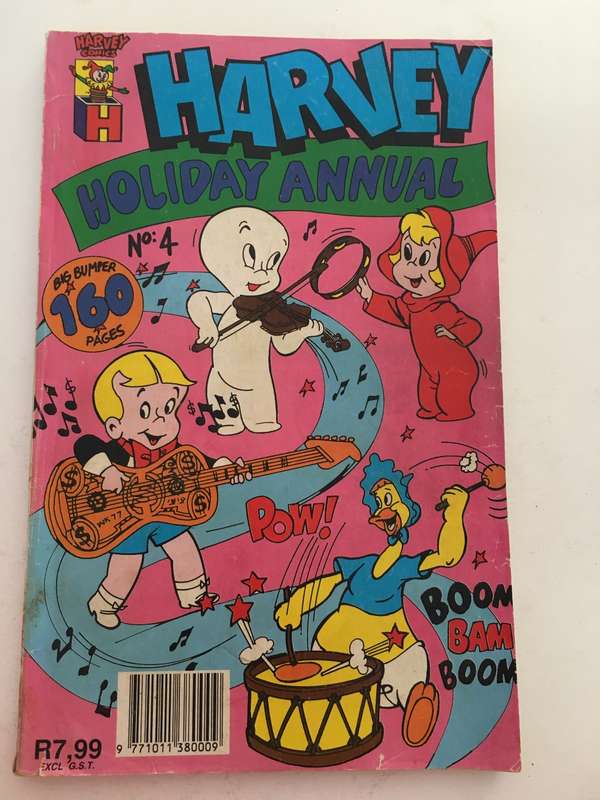 HARVEY
COMICS
H
HARVEY
HOLIDAY ANNUAL
No: 4
BIG BUMPER
160
PAGES
$
$
$
$
$ $
$ $
WK77
POW!
BOOM
BAM
BOOM
R7,99
EXCL G.S.T.
9 771011 380009